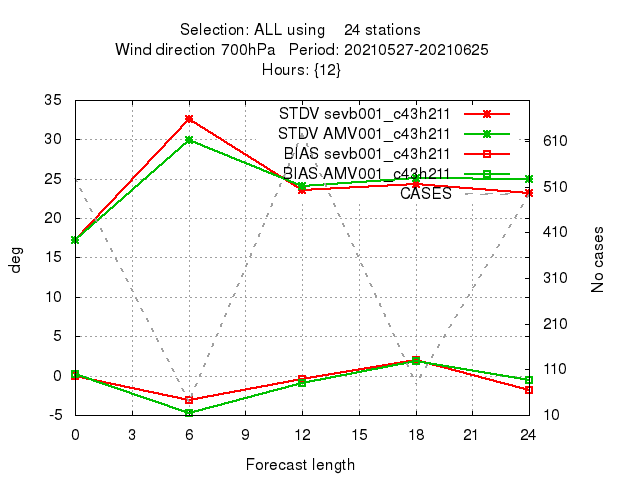 Selection: ALL using 24 stations
Wind direction 700hPa Period: 20210527-20210625
Hours: {12}
35
30
25
20
15
10
5
0
-5
deg
STDV sevb001_c43h211
STDV AMV001_c43h211
BIAS sevb001_c43h211
BIAS AMV001_c43h211
CASES
610
510
410
310
210
110
10
No cases
0 3 6 9 12 15 18 21 24
Forecast length